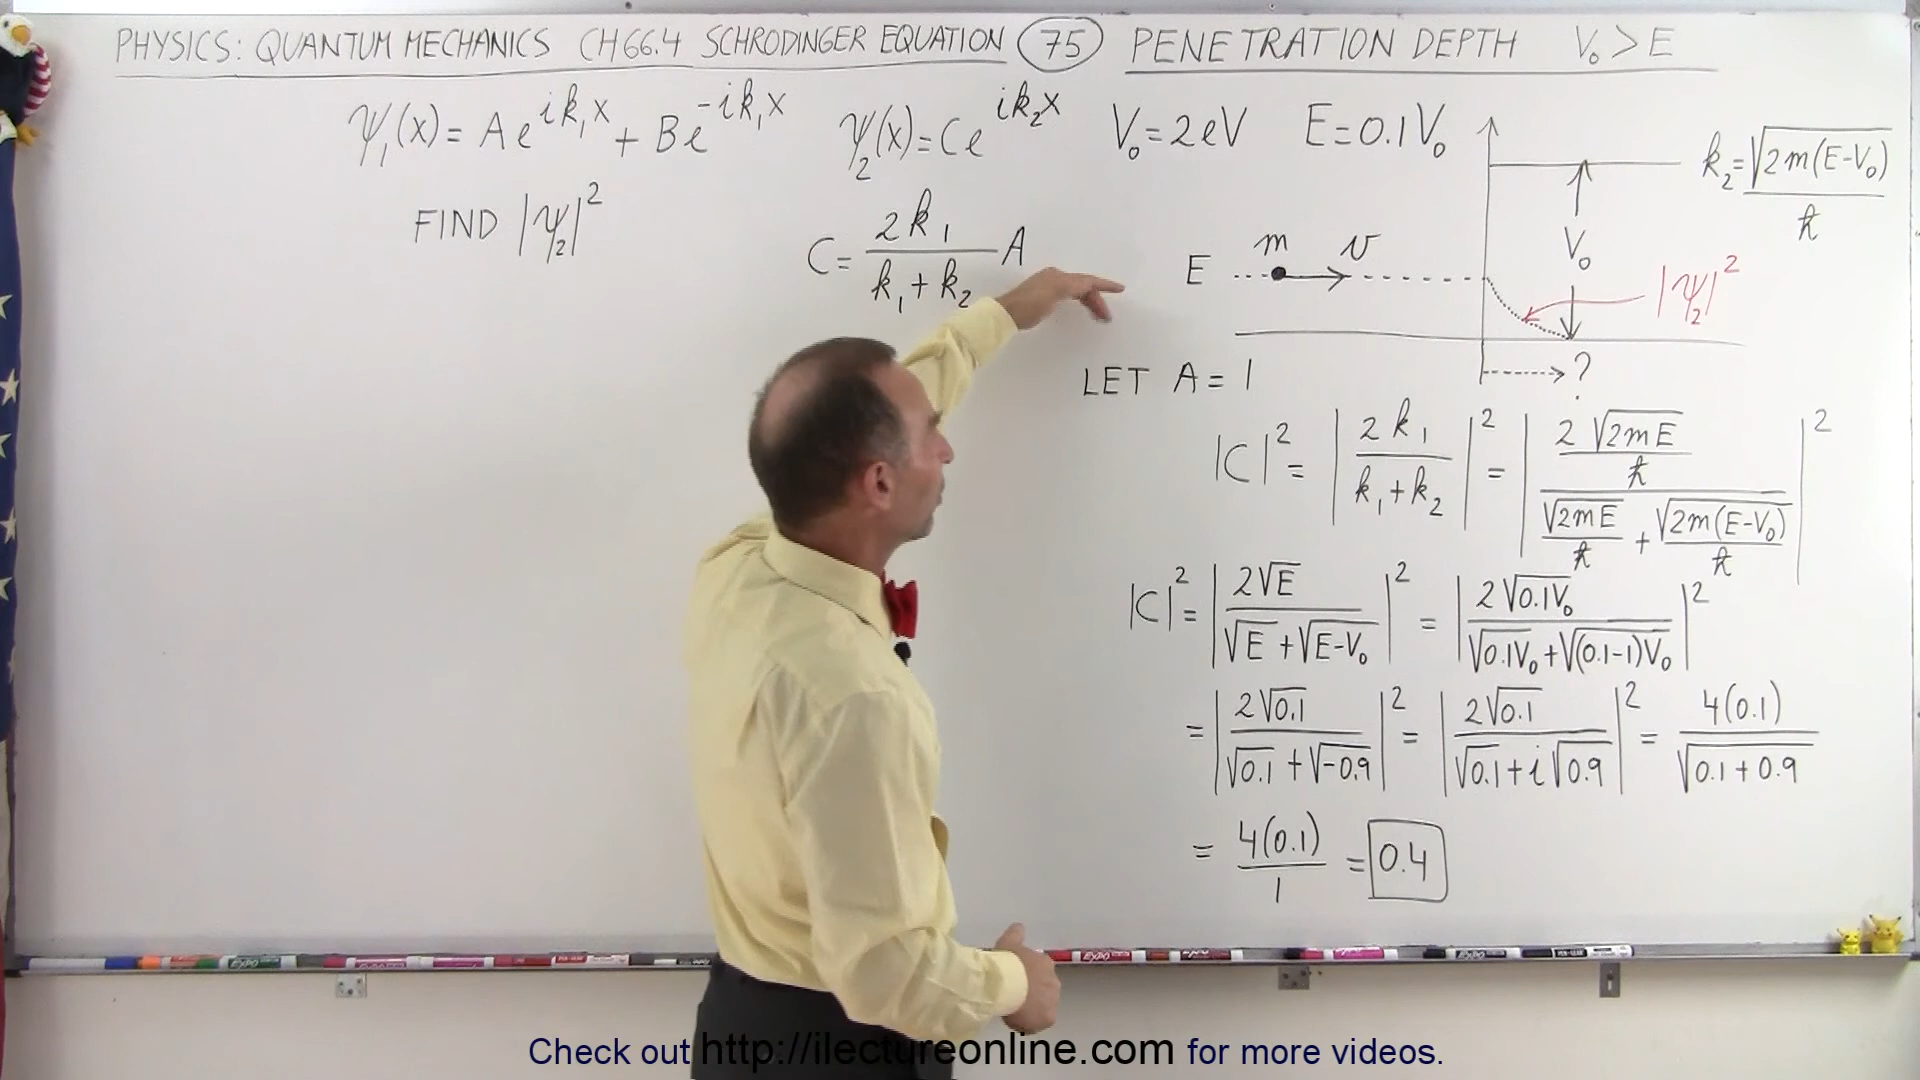 PHYSICS: QUANTUM MECHANICS CH 66.4 SCHRODINGER EQUATION 75 PENETRATION DEPTH V₀ > E
ψ₁(x) = Ae^{ik₁x} + Be^{-ik₁x} ψ₂(x) = Ce^{ik₂x} V₀ = 2eV E = 0.1V₀
k₂ = √(2m(E-V₀)) / ħ
FIND |ψ₂|²
C = 2k₁ / (k₁ + k₂) A
m v
E
V₀
|ψ₂|²
?
LET A = 1
|C|² = |2k₁ / (k₁ + k₂)|² = |(2√(2mE) / ħ) / (√(2mE) / ħ + √(2m(E-V₀)) / ħ)|²
|C|² = |2√E / (√E + √(E-V₀))|² = |2√(0.1V₀) / (√(0.1V₀) + √((0.1-1)V₀))|²
= |2√0.1 / (√0.1 + √-0.9)|² = |2√0.1 / (√0.1 + i√0.9)|² = 4(0.1) / √(0.1 + 0.9)
= 4(0.1) / 1 = 0.4
Check out http://ilectureonline.com for more videos.